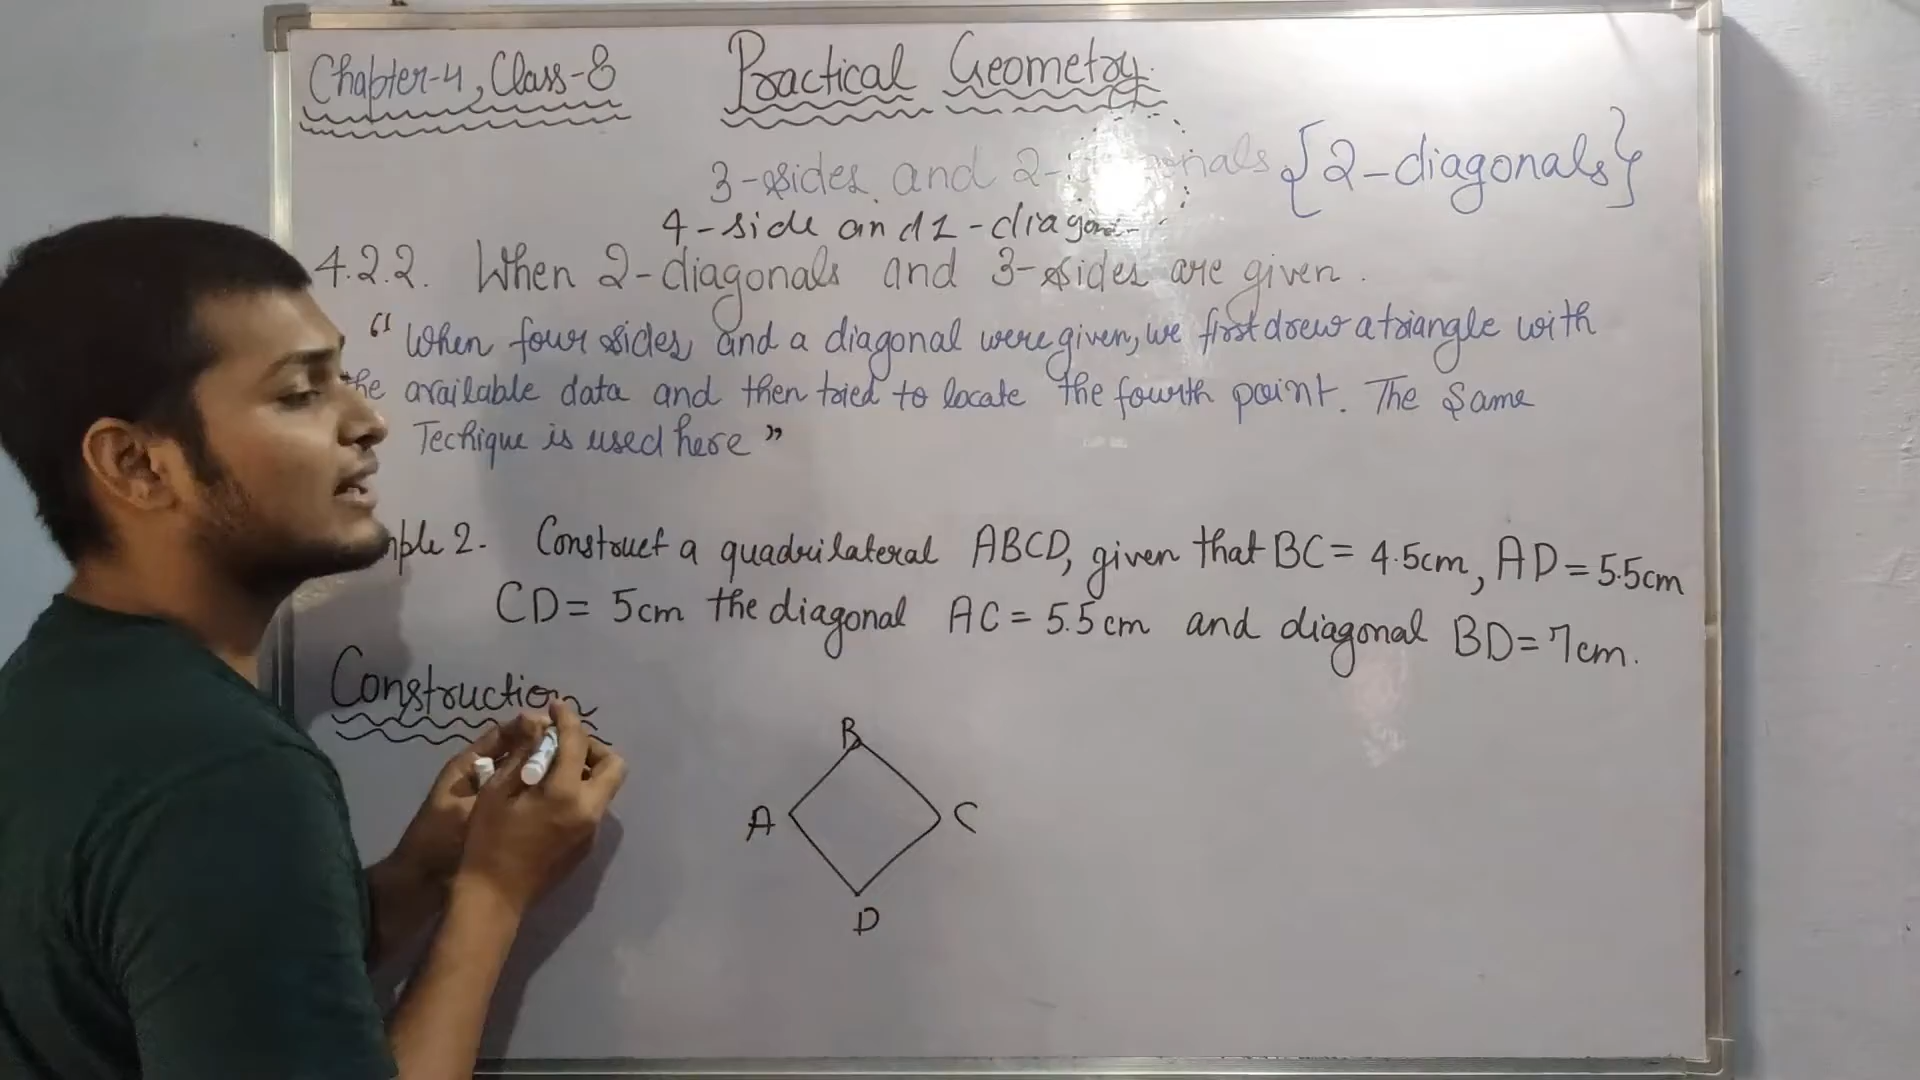 Chapter-4, Class-8 Practical Geometry.
3-sides and 2- {2-diagonals}
4-side and 1-diagon
4.2.2. When 2-diagonals and 3-sides are given.
"When four sides and a diagonal were given, we first drew a triangle with
the available data and then tried to locate the fourth point. The Same
Techique is used here"
mple 2. Construct a quadrilateral ABCD, given that BC = 4.5cm, AD = 5.5cm
CD = 5cm the diagonal AC = 5.5cm and diagonal BD = 7cm.
Construction
B
A C
D